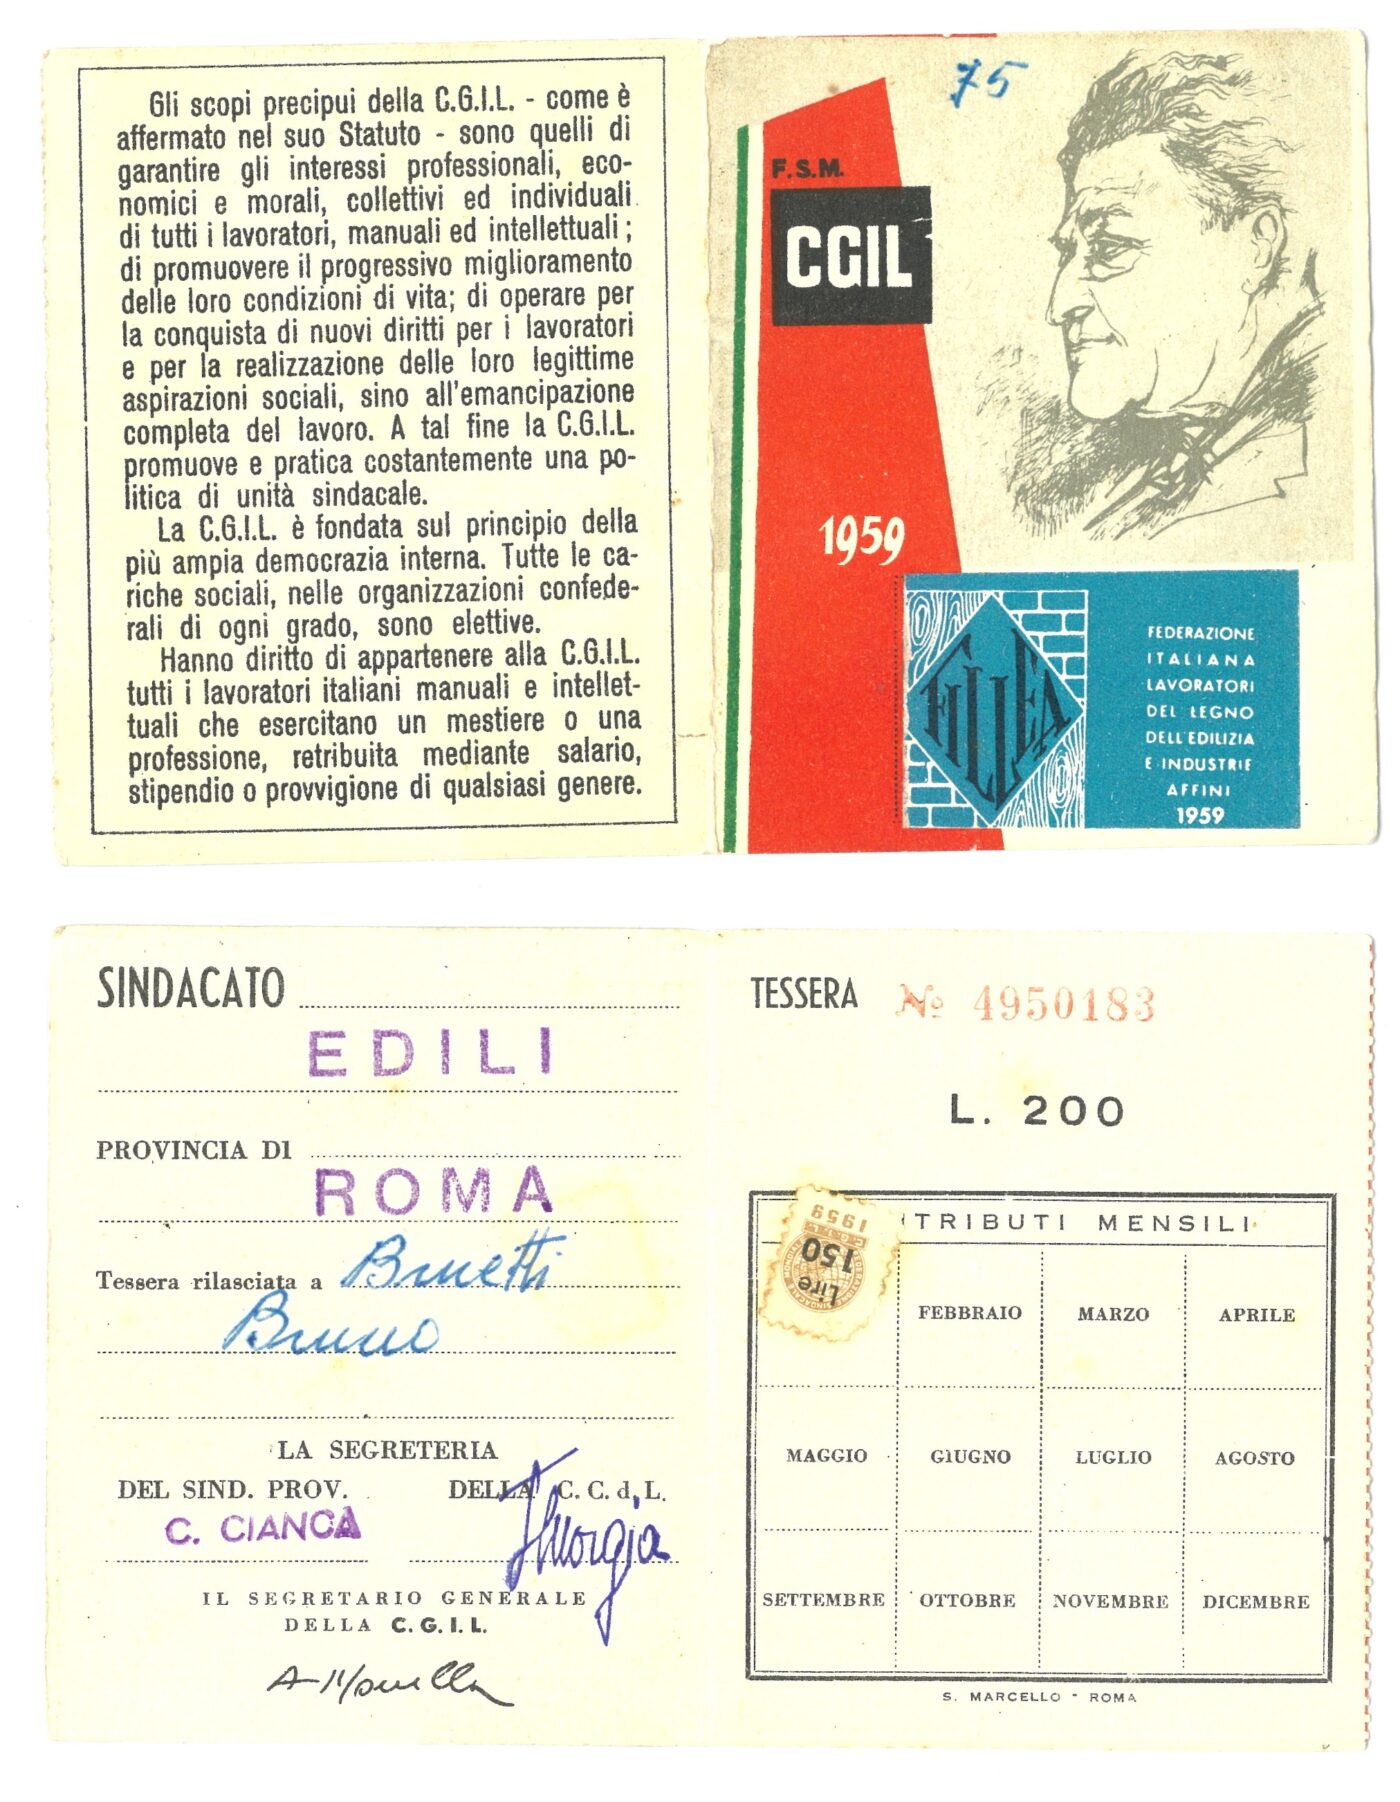 Gli scopi precipui della C.G.I.L. - come è
affermato nel suo Statuto - sono quelli di
garantire gli interessi professionali, eco-
nomici e morali, collettivi ed individuali
di tutti i lavoratori, manuali ed intellettuali ;
di promuovere il progressivo miglioramento
delle loro condizioni di vita; di operare per
la conquista di nuovi diritti per i lavoratori
e per la realizzazione delle loro legittime
aspirazioni sociali, sino all'emancipazione
completa del lavoro. A tal fine la C.G.I.L.
promuove e pratica costantemente una po-
litica di unità sindacale.
La C.G.I.L. è fondata sul principio della
più ampia democrazia interna. Tutte le ca-
riche sociali, nelle organizzazioni confede-
rali di ogni grado, sono elettive.
Hanno diritto di appartenere alla C.G.I.L.
tutti i lavoratori italiani manuali e intellet-
tuali che esercitano un mestiere o una
professione, retribuita mediante salario,
stipendio o provvigione di qualsiasi genere.
75
F.S.M.
CGIL
1959
FILLEA
FEDERAZIONE
ITALIANA
LAVORATORI
DEL LEGNO
DELL'EDILIZIA
E INDUSTRIE
AFFINI
1959
SINDACATO
EDILI
PROVINCIA DI
ROMA
Tessera rilasciata a Brunetti
Bruno
LA SEGRETERIA
DEL SIND. PROV.
C. CIANCA
DELLA C. C. d. L.
IL SEGRETARIO GENERALE
DELLA C. G. I. L.
TESSERA № 4950183
L. 200
TRIBUTI MENSILI
1959
Lire 150
FEBBRAIO MARZO APRILE
MAGGIO GIUGNO LUGLIO AGOSTO
SETTEMBRE OTTOBRE NOVEMBRE DICEMBRE
S. MARCELLO - ROMA